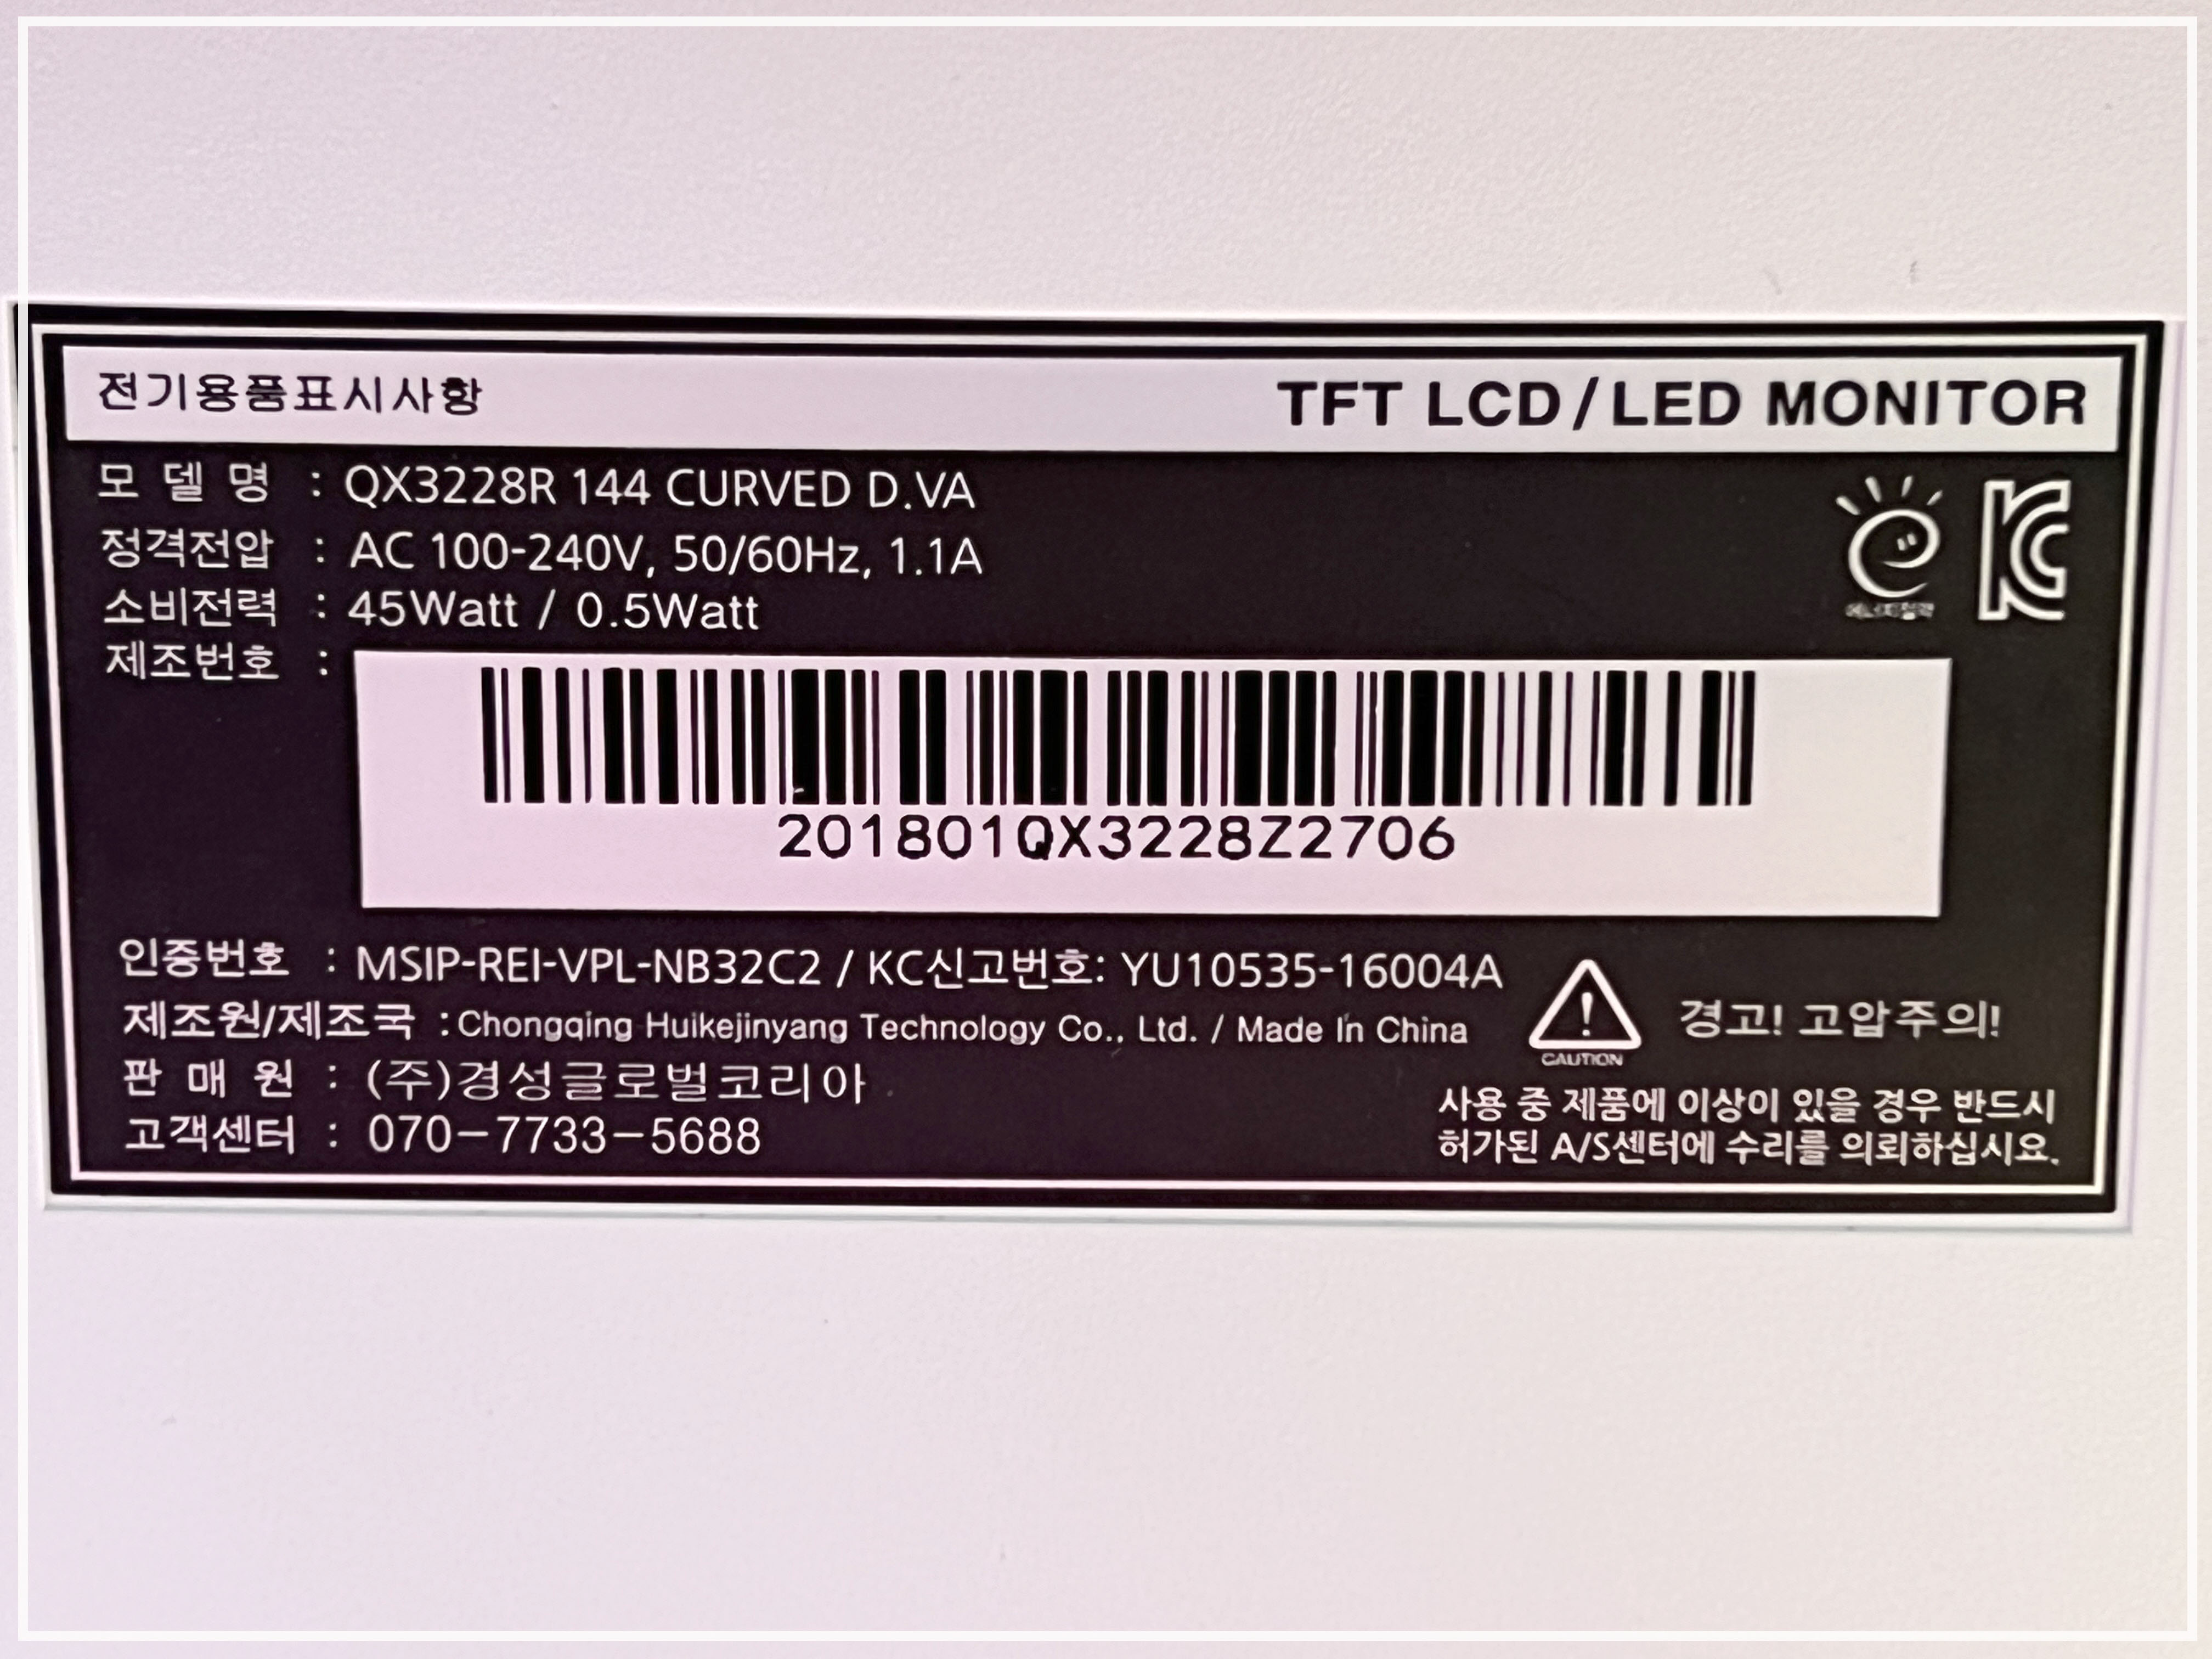 전기용품표시사항 TFT LCD/LED MONITOR
모 델 명 : QX3228R 144 CURVED D.VA
정격전압 : AC 100-240V, 50/60Hz, 1.1A
소비전력 : 45Watt / 0.5Watt
제조번호 :
201801QX3228Z2706
인증번호 : MSIP-REI-VPL-NB32C2 / KC신고번호: YU10535-16004A
제조원/제조국 : Chongqing Huikejinyang Technology Co., Ltd. / Made In China
판 매 원 : (주)경성글로벌코리아
고객센터 : 070-7733-5688
CAUTION
경고! 고압주의!
사용 중 제품에 이상이 있을 경우 반드시
허가된 A/S센터에 수리를 의뢰하십시요.